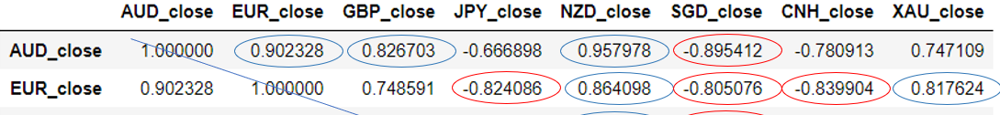 AUD_close EUR_close GBP_close JPY_close NZD_close SGD_close CNH_close XAU_close
AUD_close 1.000000 0.902328 0.826703 -0.666898 0.957978 -0.895412 -0.780913 0.747109
EUR_close 0.902328 1.000000 0.748591 -0.824086 0.864098 -0.805076 -0.839904 0.817624